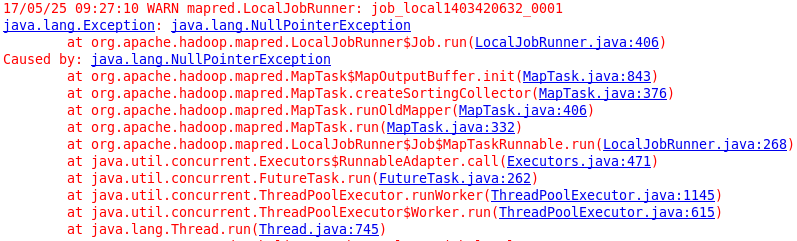 17/05/25 09:27:10 WARN mapred.LocalJobRunner: job_local1403420632_0001
java.lang.Exception: java.lang.NullPointerException
at org.apache.hadoop.mapred.LocalJobRunner$Job.run(LocalJobRunner.java:406)
Caused by: java.lang.NullPointerException
at org.apache.hadoop.mapred.MapTask$MapOutputBuffer.init(MapTask.java:843)
at org.apache.hadoop.mapred.MapTask.createSortingCollector(MapTask.java:376)
at org.apache.hadoop.mapred.MapTask.runOldMapper(MapTask.java:406)
at org.apache.hadoop.mapred.MapTask.run(MapTask.java:332)
at org.apache.hadoop.mapred.LocalJobRunner$Job$MapTaskRunnable.run(LocalJobRunner.java:268)
at java.util.concurrent.Executors$RunnableAdapter.call(Executors.java:471)
at java.util.concurrent.FutureTask.run(FutureTask.java:262)
at java.util.concurrent.ThreadPoolExecutor.runWorker(ThreadPoolExecutor.java:1145)
at java.util.concurrent.ThreadPoolExecutor$Worker.run(ThreadPoolExecutor.java:615)
at java.lang.Thread.run(Thread.java:745)